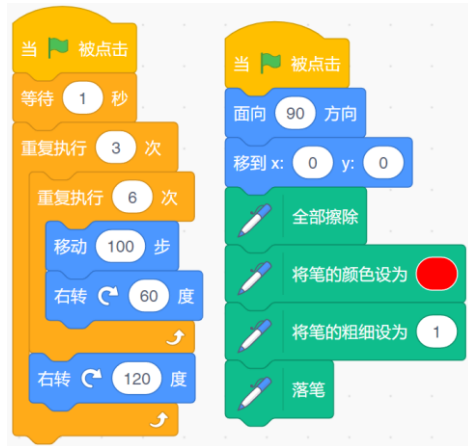 当 被点击
等待 1 秒
重复执行 3 次
重复执行 6 次
移动 100 步
右转 60 度
右转 120 度
当 被点击
面向 90 方向
移到 x: 0 y: 0
全部擦除
将笔的颜色设为
将笔的粗细设为 1
落笔